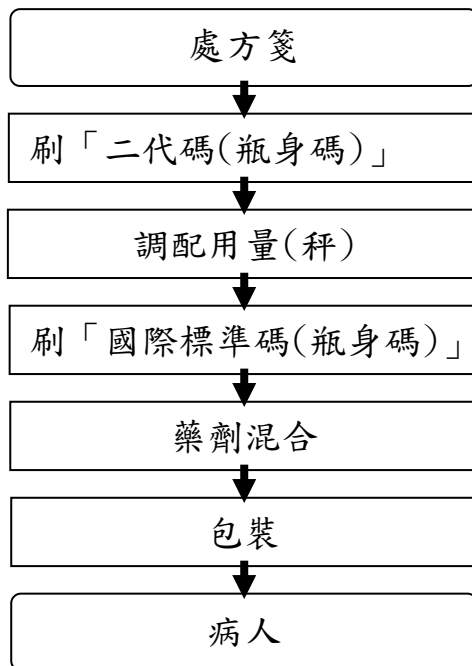 處方箋
刷「二代碼(瓶身碼)」
調配用量(秤)
刷「國際標準碼(瓶身碼)」
藥劑混合
包裝
病人